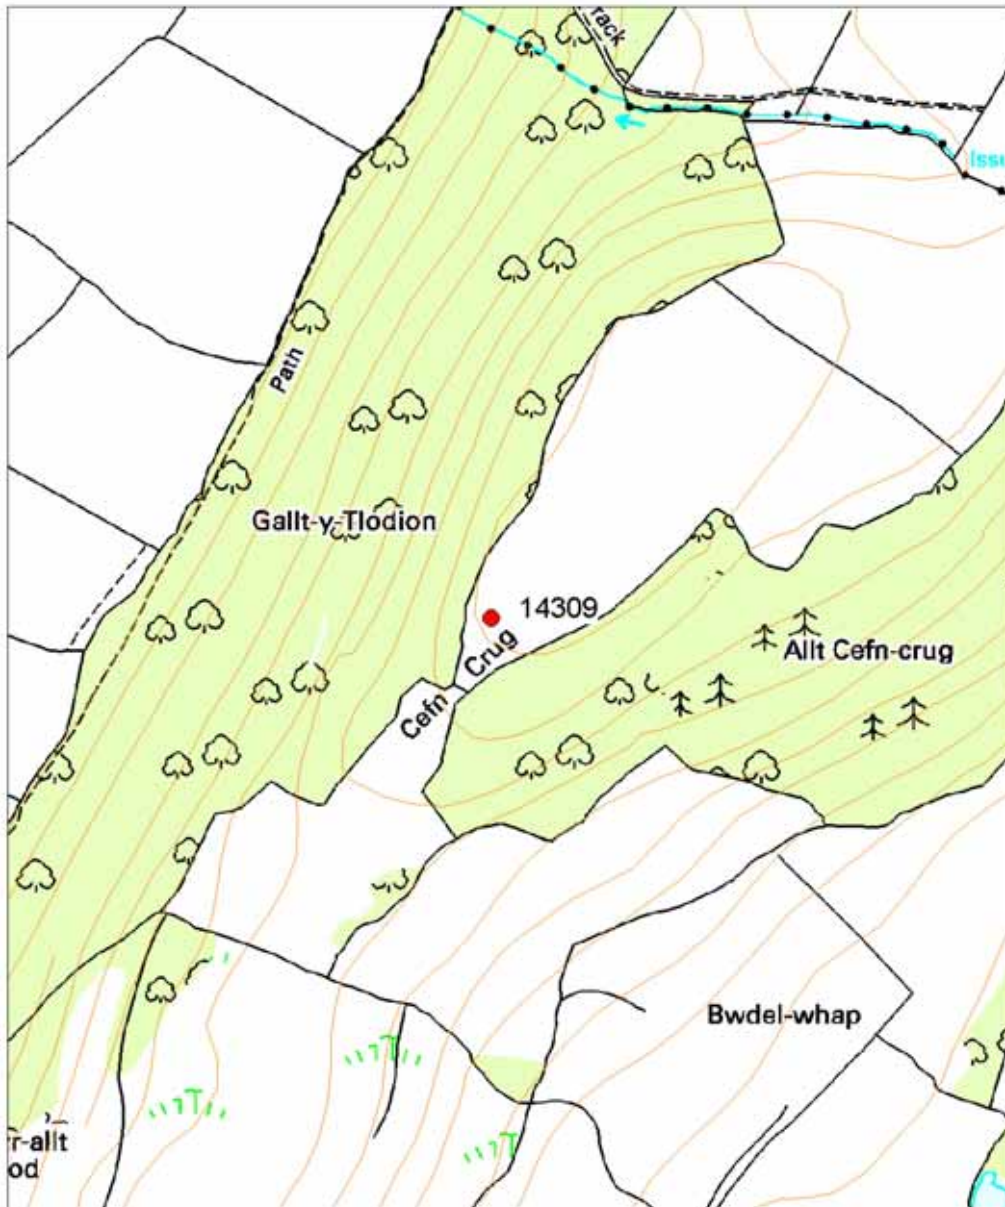 rack
Issu
Path
Gallt-y-Tlodion
14309
Cefn Crug
Allt Cefn-crug
Bwdel-whap
r-allt
od